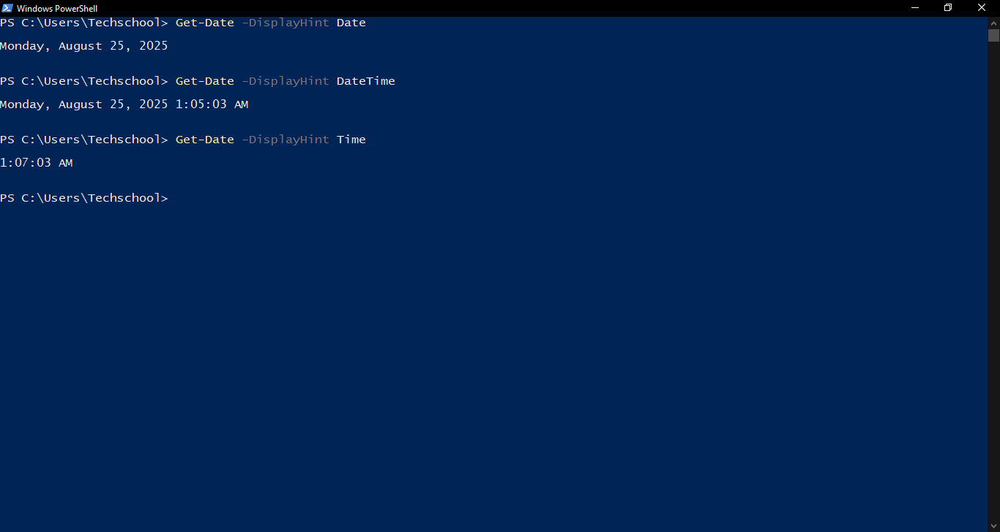 Windows PowerShell
PS C:\Users\Techschool> Get-Date -DisplayHint Date
Monday, August 25, 2025
PS C:\Users\Techschool> Get-Date -DisplayHint DateTime
Monday, August 25, 2025 1:05:03 AM
PS C:\Users\Techschool> Get-Date -DisplayHint Time
1:07:03 AM
PS C:\Users\Techschool>